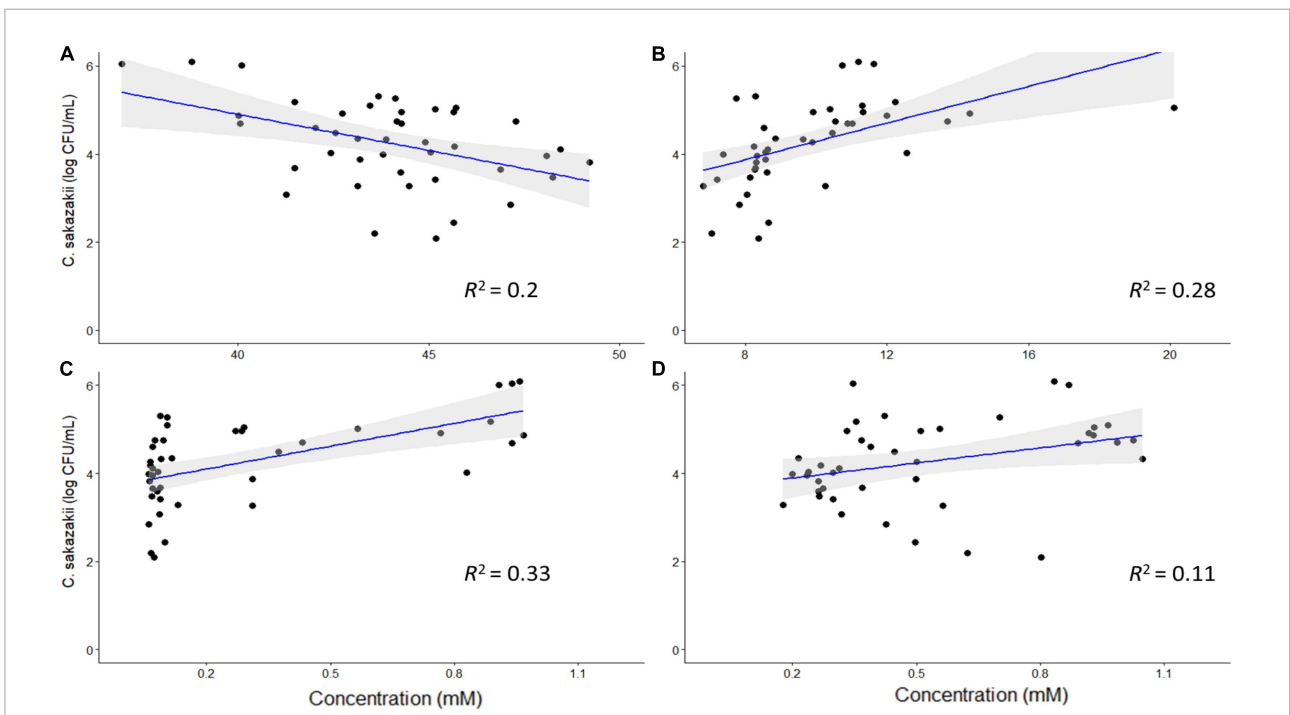 A
B
C. sakazakii (log CFU/mL)
6
4
2
0
R² = 0.2
40
45
50
6
4
2
0
R² = 0.28
8
12
16
20
C
D
C. sakazakii (log CFU/mL)
6
4
2
0
R² = 0.33
0.2
0.5
0.8
1.1
Concentration (mM)
6
4
2
0
R² = 0.11
0.2
0.5
0.8
1.1
Concentration (mM)